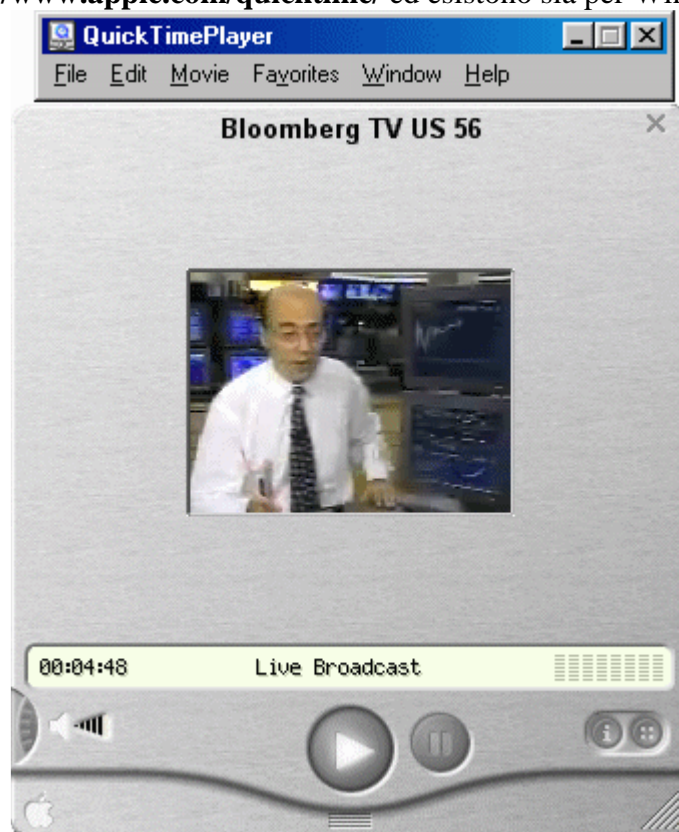 /www.apple.com/quicktime/ ed esistono sia per Win
QuickTimePlayer
File Edit Movie Favorites Window Help
Bloomberg TV US 56
00:04:48 Live Broadcast